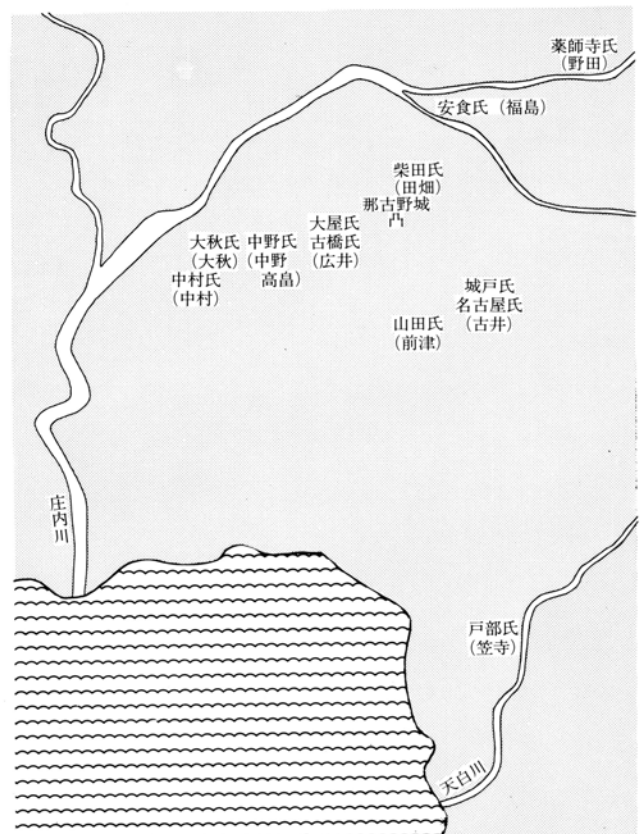 薬師寺氏
(野田)
安食氏(福島)
柴田氏
(田畑)
那古野城
大屋氏
古橋氏
(広井)
大秋氏
(大秋)
中野氏
(中野
高畠)
中村氏
(中村)
城戸氏
名古屋氏
(古井)
山田氏
(前津)
庄内川
戸部氏
(笠寺)
天白川